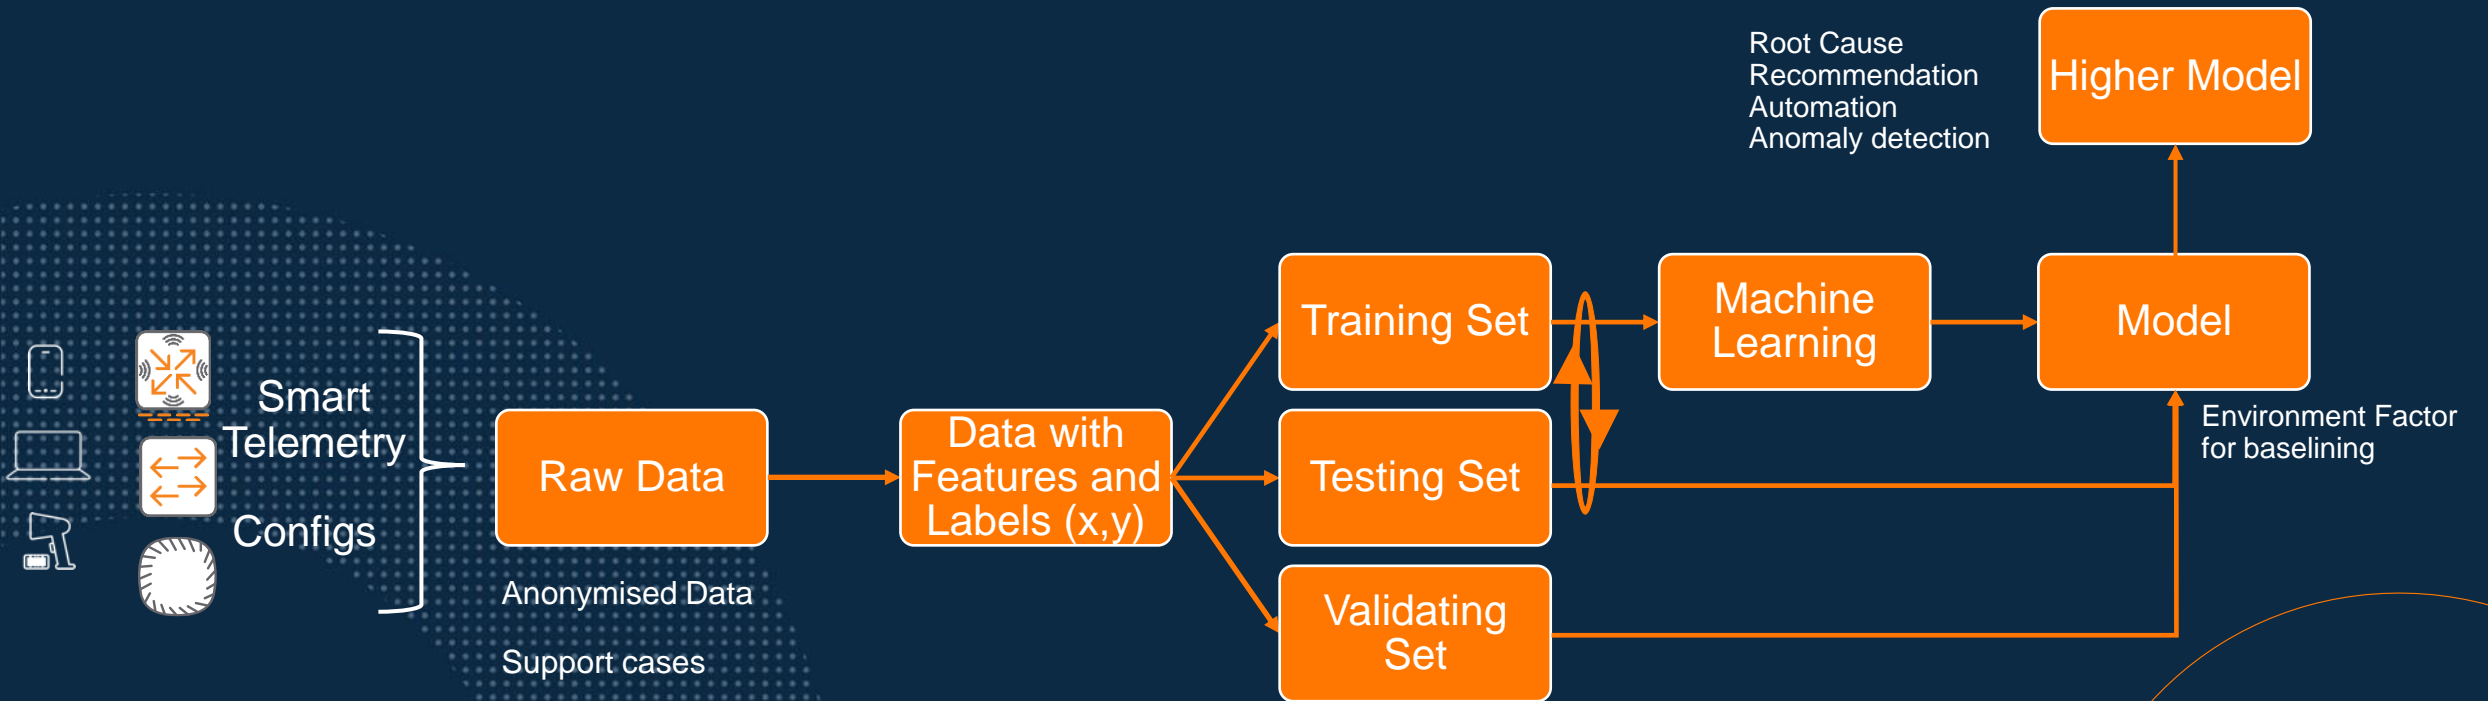 Smart
Telemetry
Configs
Raw Data
Anonymised Data
Support cases
Data with
Features and
Labels (x,y)
Training Set
Testing Set
Validating
Set
Machine
Learning
Model
Environment Factor
for baselining
Root Cause
Recommendation
Automation
Anomaly detection
Higher Model